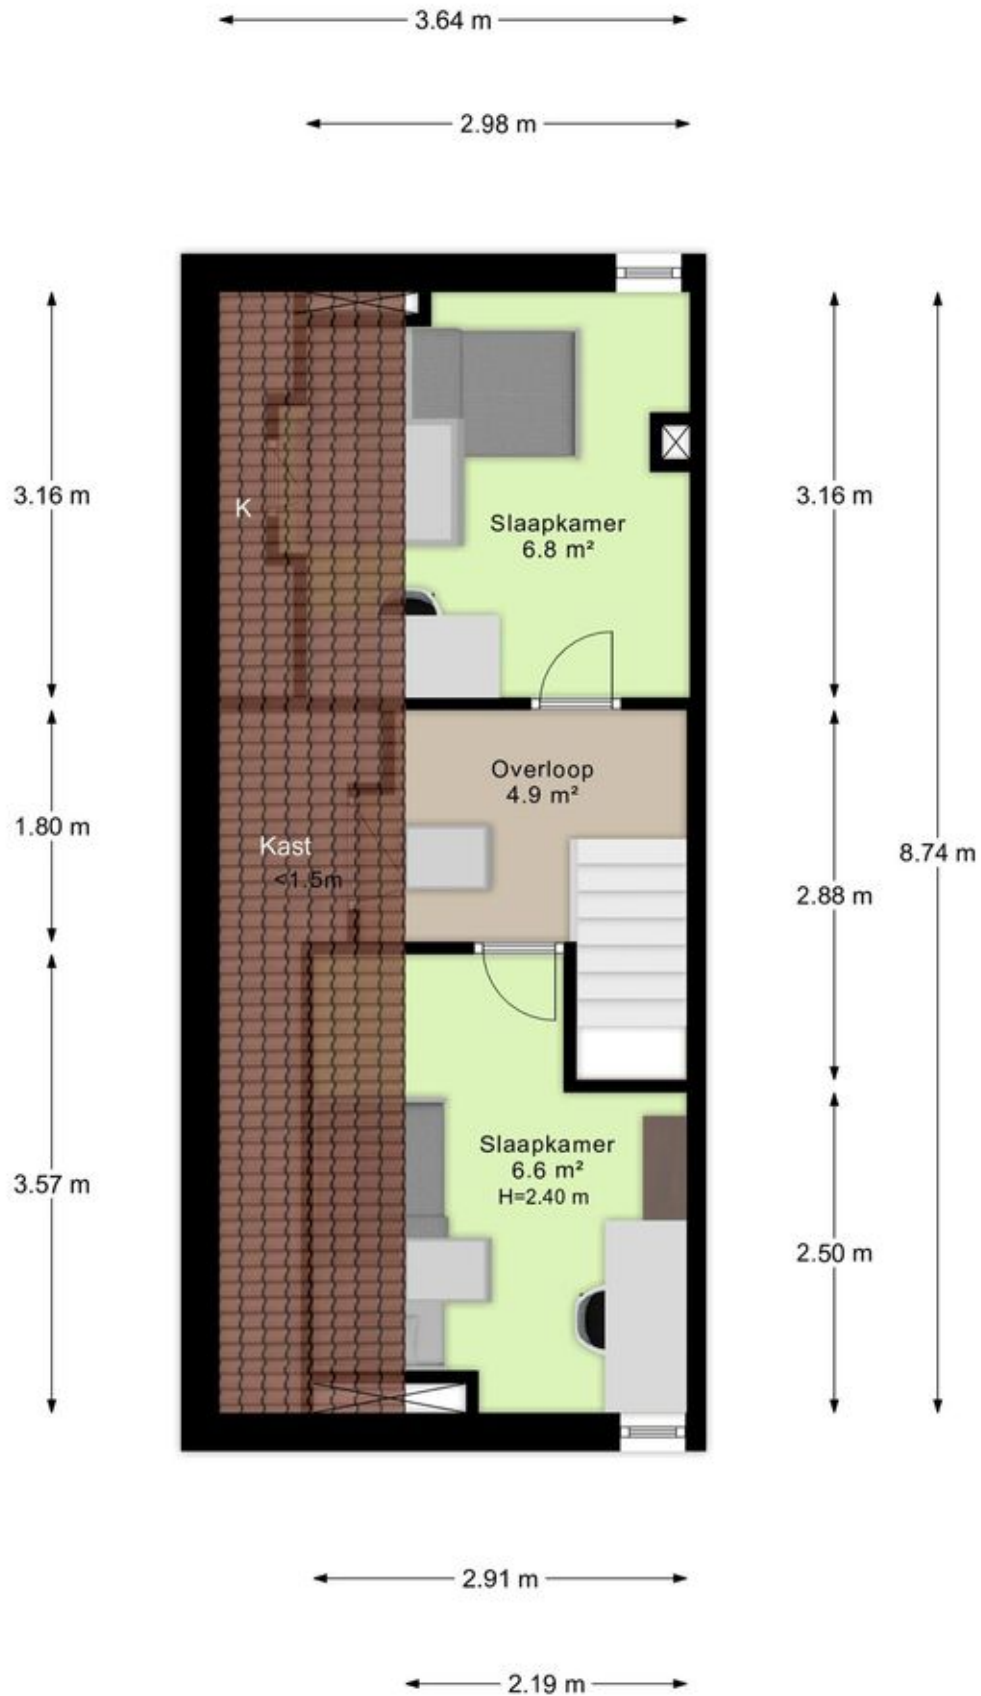 3.64 m
2.98 m
3.16 m
K
Slaapkamer
6.8 m²
3.16 m
Overloop
4.9 m²
1.80 m
Kast
<1.5m
8.74 m
2.88 m
Slaapkamer
6.6 m²
H=2.40 m
3.57 m
2.50 m
2.91 m
2.19 m